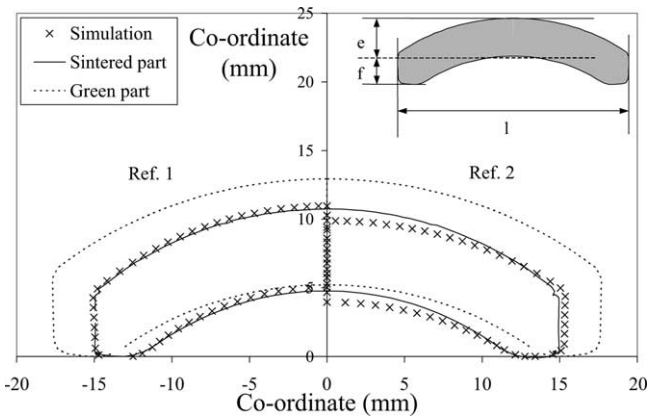 25
Simulation
Sintered part
Green part
Co-ordinate
(mm)
e
f
l
20
15
Ref. 1
Ref. 2
10
5
0
-20
-15
-10
-5
0
5
10
15
20
Co-ordinate (mm)